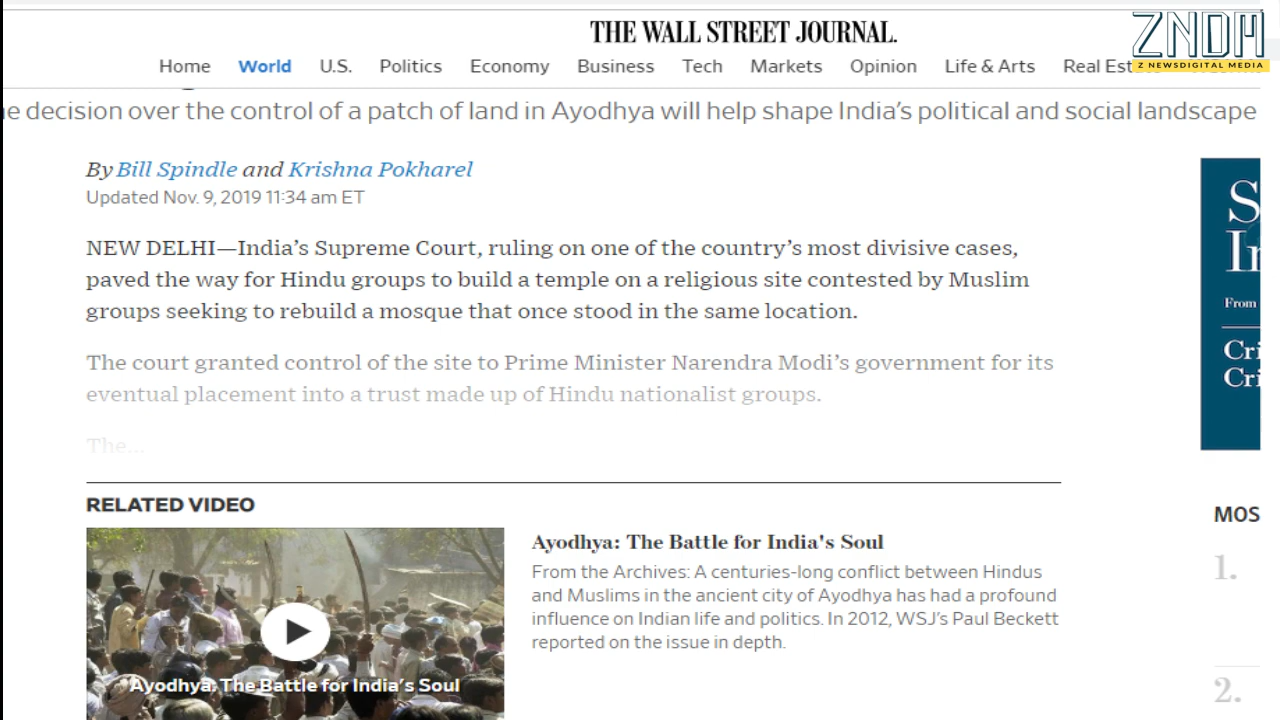 THE WALL STREET JOURNAL.
ZNDM
Z NEWSDIGITAL MEDIA
Home World U.S. Politics Economy Business Tech Markets Opinion Life & Arts Real Est
decision over the control of a patch of land in Ayodhya will help shape India's political and social landscape
By Bill Spindle and Krishna Pokharel
Updated Nov. 9, 2019 11:34 am ET
NEW DELHI—India's Supreme Court, ruling on one of the country's most divisive cases,
paved the way for Hindu groups to build a temple on a religious site contested by Muslim
groups seeking to rebuild a mosque that once stood in the same location.
The court granted control of the site to Prime Minister Narendra Modi's government for its
eventual placement into a trust made up of Hindu nationalist groups.
The...
RELATED VIDEO
Ayodhya: The Battle for India's Soul
Ayodhya: The Battle for India's Soul
From the Archives: A centuries-long conflict between Hindus
and Muslims in the ancient city of Ayodhya has had a profound
influence on Indian life and politics. In 2012, WSJ's Paul Beckett
reported on the issue in depth.
S
From
Cri
Cri
MOS
1.
2.